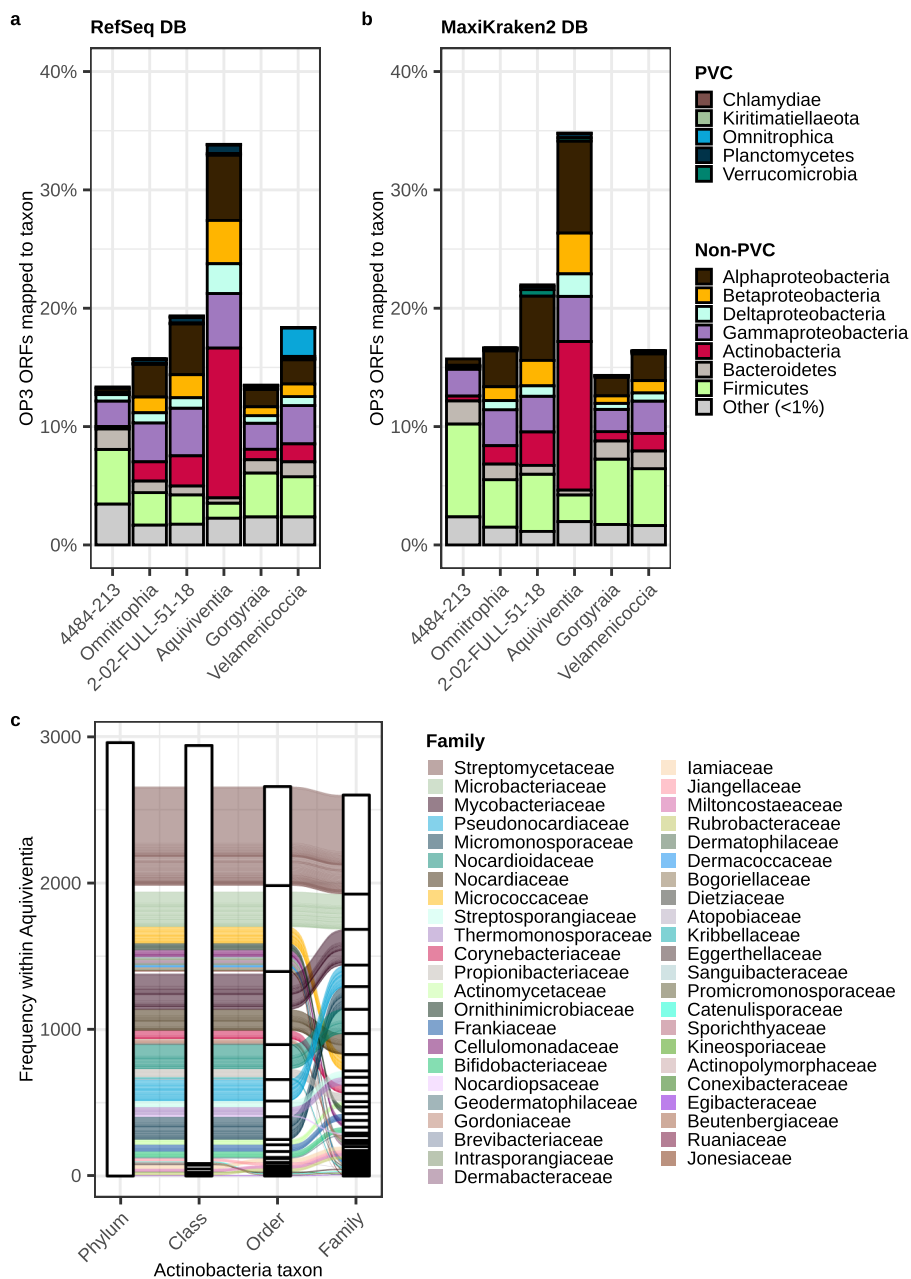 a
RefSeq DB
OP3 ORFs mapped to taxon
40%
30%
20%
10%
0%
4484-213
Omnitrophia
2-02-FULL-51-18
Aquiviventia
Gorgyraia
Velamenicoccia
b
MaxiKraken2 DB
OP3 ORFs mapped to taxon
40%
30%
20%
10%
0%
4484-213
Omnitrophia
2-02-FULL-51-18
Aquiviventia
Gorgyraia
Velamenicoccia
PVC
Chlamydiae
Kiritimatiellaeota
Omnitrophica
Planctomycetes
Verrucomicrobia
Non-PVC
Alphaproteobacteria
Betaproteobacteria
Deltaproteobacteria
Gammaproteobacteria
Actinobacteria
Bacteroidetes
Firmicutes
Other (<1%)
c
Frequency within Aquiviventia
3000
2000
1000
0
Phylum
Class
Order
Family
Actinobacteria taxon
Family
Streptomycetaceae
Microbacteriaceae
Mycobacteriaceae
Pseudonocardiaceae
Micromonosporaceae
Nocardioidaceae
Nocardiaceae
Micrococcaceae
Streptosporangiaceae
Thermomonosporaceae
Corynebacteriaceae
Propionibacteriaceae
Actinomycetaceae
Ornithinimicrobiaceae
Frankiaceae
Cellulomonadaceae
Bifidobacteriaceae
Nocardiopsaceae
Geodermatophilaceae
Gordoniaceae
Brevibacteriaceae
Intrasporangiaceae
Dermabacteraceae
Iamiaceae
Jiangellaceae
Miltoncostaeaceae
Rubrobacteraceae
Dermatophilaceae
Dermacoccaceae
Bogoriellaceae
Dietziaceae
Atopobiaceae
Kribbellaceae
Eggerthellaceae
Sanguibacteraceae
Promicromonosporaceae
Catenulisporaceae
Sporichthyaceae
Kineosporiaceae
Actinopolymorphaceae
Conexibacteraceae
Egibacteraceae
Beutenbergiaceae
Ruaniaceae
Jonesiaceae